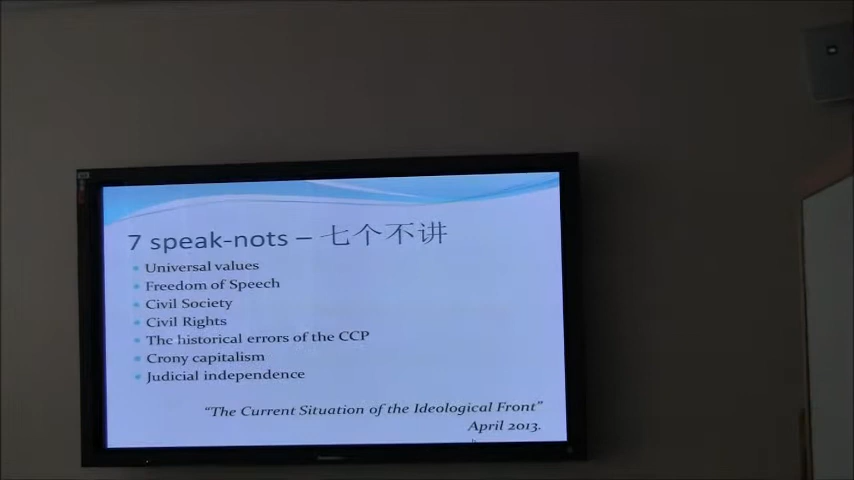 7 speak-nots – 七个不讲
Universal values
Freedom of Speech
Civil Society
Civil Rights
The historical errors of the CCP
Crony capitalism
Judicial independence
“The Current Situation of the Ideological Front”
April 2013.